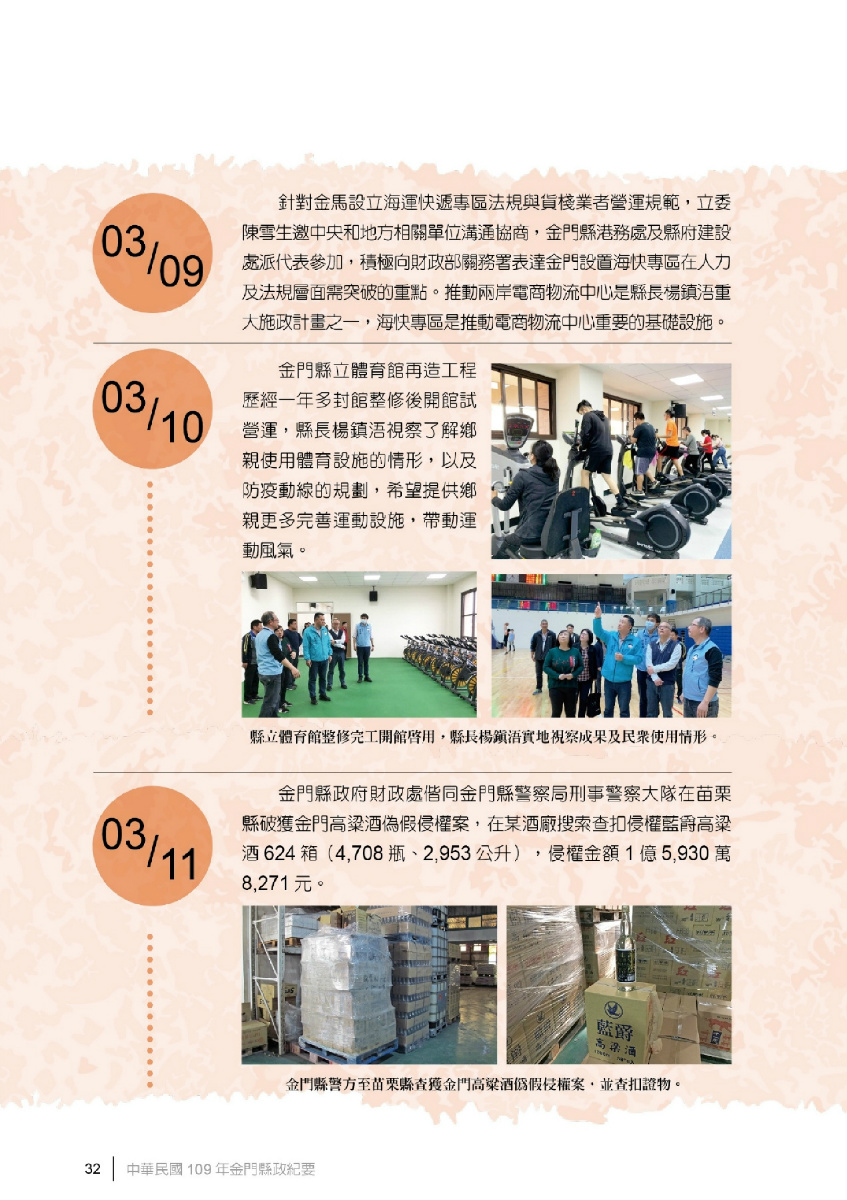 03/09
針對金馬設立海運快遞專區法規與貨棧業者營運規範，立委
陳雪生邀中央和地方相關單位溝通協商，金門縣港務處及縣府建設
處派代表參加，積極向財政部關務署表達金門設置海快專區在人力
及法規層面需突破的重點。推動兩岸電商物流中心是縣長楊鎮浯重
大施政計畫之一，海快專區是推動電商物流中心重要的基礎設施。
03/10
金門縣立體育館再造工程
歷經一年多封館整修後開館試
營運，縣長楊鎮浯視察了解鄉
親使用體育設施的情形，以及
防疫動線的規劃，希望提供鄉
親更多完善運動設施，帶動運
動風氣。
縣立體育館整修完工開館啓用，縣長楊鎮浯實地視察成果及民眾使用情形。
03/11
金門縣政府財政處偕同金門縣警察局刑事警察大隊在苗栗
縣破獲金門高粱酒偽假侵權案，在某酒廠搜索查扣侵權藍爵高粱
酒 624 箱（4,708 瓶、2,953 公升），侵權金額 1 億 5,930 萬
8,271 元。
藍爵
高粱酒
金門縣警方至苗栗縣查獲金門高粱酒偽假侵權案，並查扣證物。
32 中華民國 109 年金門縣政紀要